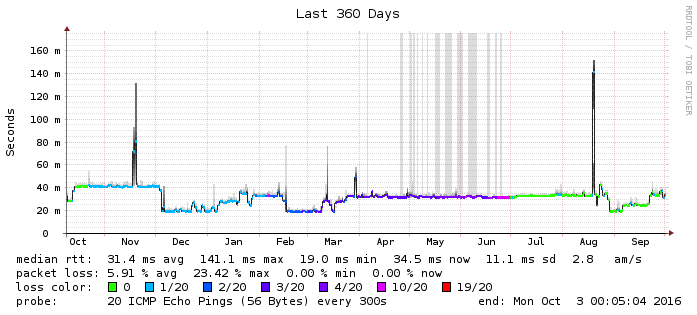 Last 360 Days
RRDTOOL / TOBI OETIKER
Seconds
160 m
140 m
120 m
100 m
80 m
60 m
40 m
20 m
0
Oct Nov Dec Jan Feb Mar Apr May Jun Jul Aug Sep
median rtt: 31.4 ms avg 141.1 ms max 19.0 ms min 34.5 ms now 11.1 ms sd 2.8 am/s
packet loss: 5.91 % avg 23.42 % max 0.00 % min 0.00 % now
loss color: 0 1/20 2/20 3/20 4/20 10/20 19/20
probe: 20 ICMP Echo Pings (56 Bytes) every 300s end: Mon Oct 3 00:05:04 2016